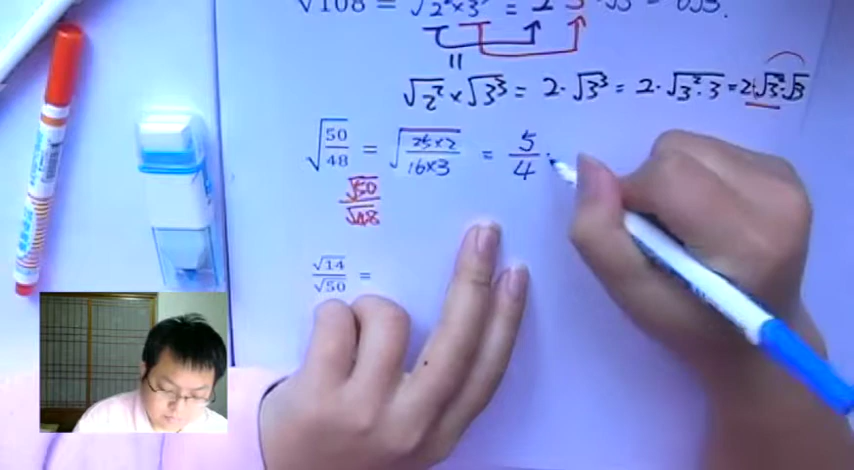 √108 = √2²×3³ = 2 3 · √3 = 6√3.
√2² × √3³ = 2·√3³ = 2·√3²·3 = 2·√3²·√3
√50/48 = √25×2/16×3 = 5/4 ·
√50/√48
√14/√50 =